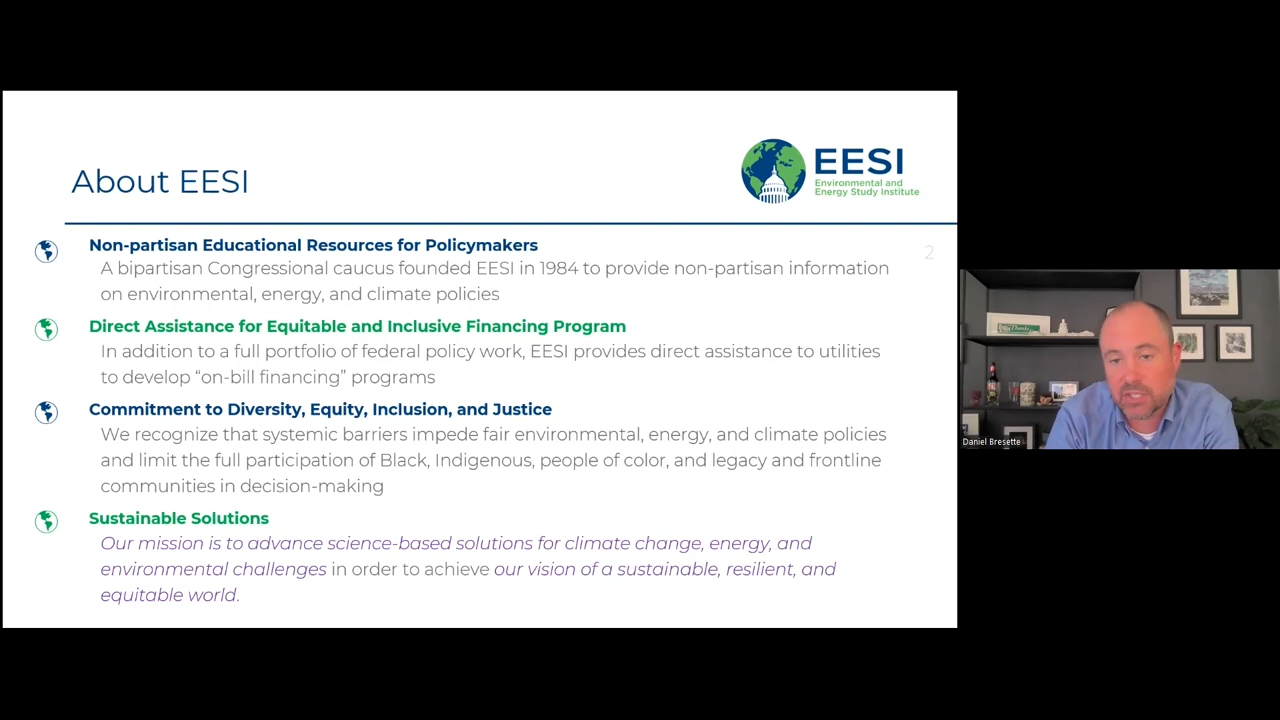 About EESI
EESI
Environmental and
Energy Study Institute
2
Non-partisan Educational Resources for Policymakers
A bipartisan Congressional caucus founded EESI in 1984 to provide non-partisan information
on environmental, energy, and climate policies
Direct Assistance for Equitable and Inclusive Financing Program
In addition to a full portfolio of federal policy work, EESI provides direct assistance to utilities
to develop “on-bill financing” programs
Commitment to Diversity, Equity, Inclusion, and Justice
We recognize that systemic barriers impede fair environmental, energy, and climate policies
and limit the full participation of Black, Indigenous, people of color, and legacy and frontline
communities in decision-making
Sustainable Solutions
Our mission is to advance science-based solutions for climate change, energy, and
environmental challenges in order to achieve our vision of a sustainable, resilient, and
equitable world.
Thanks
Daniel Bresette